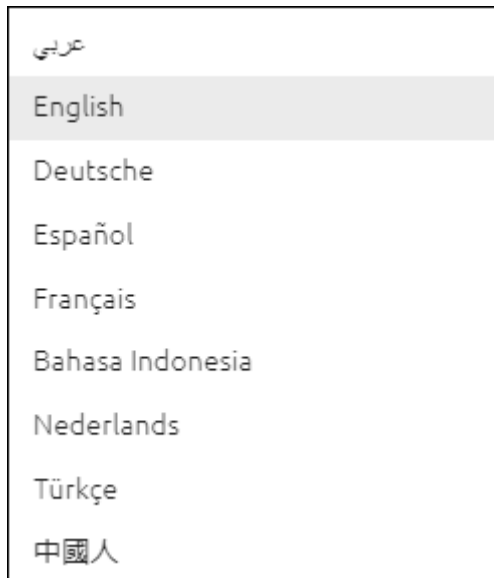 عربي
English
Deutsche
Español
Français
Bahasa Indonesia
Nederlands
Türkçe
中國人